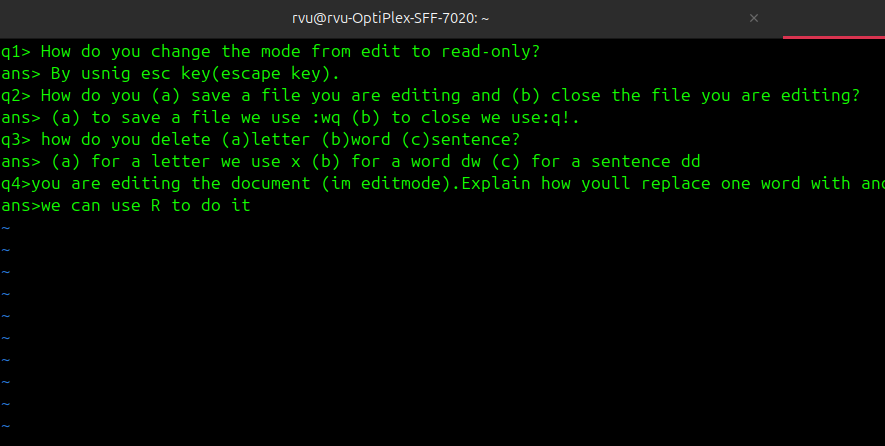 rvu@rvu-OptiPlex-SFF-7020: ~
q1> How do you change the mode from edit to read-only?
ans> By usnig esc key(escape key).
q2> How do you (a) save a file you are editing and (b) close the file you are editing?
ans> (a) to save a file we use :wq (b) to close we use:q!.
q3> how do you delete (a)letter (b)word (c)sentence?
ans> (a) for a letter we use x (b) for a word dw (c) for a sentence dd
q4>you are editing the document (im editmode).Explain how youll replace one word with
ans>we can use R to do it
~
~
~
~
~
~
~
~
~
~